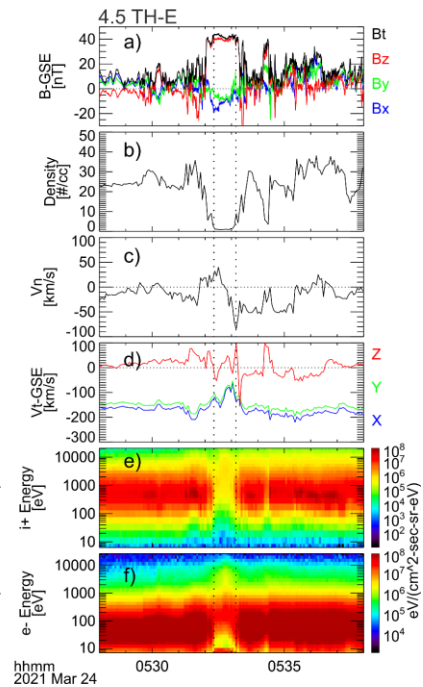 4.5 TH-E
a)
B-GSE
[nT]
40
20
0
-20
Bt
Bz
By
Bx
b)
Density
[#/cc]
50
40
30
20
10
0
c)
Vn
[km/s]
100
50
0
-50
-100
d)
Vt-GSE
[km/s]
100
0
-100
-200
-300
Z
Y
X
e)
i+ Energy
[eV]
10000
1000
100
10
10^8
10^7
10^6
10^5
10^4
10^3
10^2
f)
e- Energy
[eV]
10000
1000
100
10
10^8
10^7
10^6
10^5
10^4
eV/(cm^2-sec-sr-eV)
hhmm 0530 0535
2021 Mar 24